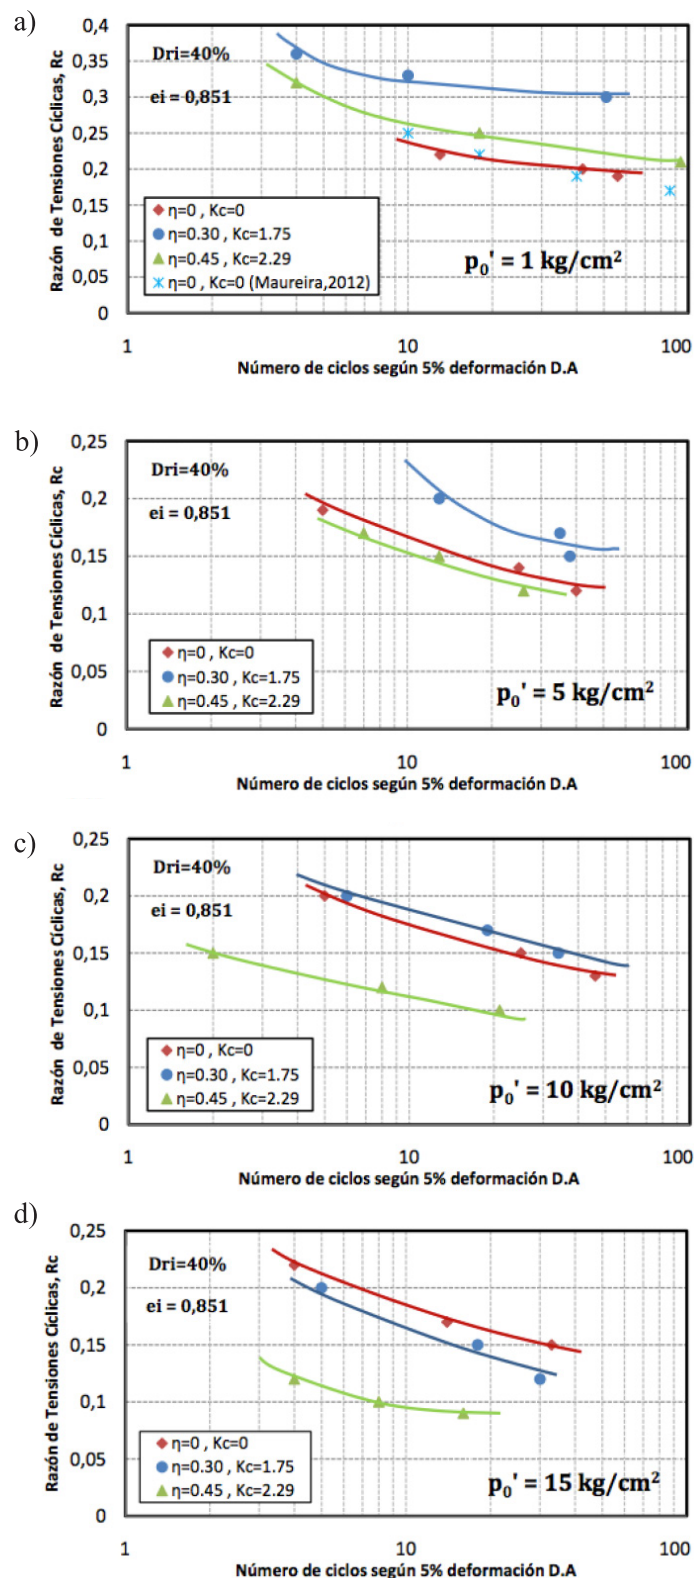 a)
0,4
0,35
0,3
0,25
0,2
0,15
0,1
0,05
0
Razón de Tensiones Cíclicas, Rc
Dri=40%
ei = 0,851
η=0 , Kc=0
η=0.30 , Kc=1.75
η=0.45 , Kc=2.29
η=0 , Kc=0 (Maureira,2012)
p₀' = 1 kg/cm²
1 10 100
Número de ciclos según 5% deformación D.A
b)
0,25
0,2
0,15
0,1
0,05
0
Razón de Tensiones Cíclicas, Rc
Dri=40%
ei = 0,851
η=0 , Kc=0
η=0.30 , Kc=1.75
η=0.45 , Kc=2.29
p₀' = 5 kg/cm²
1 10 100
Número de ciclos según 5% deformación D.A
c)
0,25
0,2
0,15
0,1
0,05
0
Razón de Tensiones Cíclicas, Rc
Dri=40%
ei = 0,851
η=0 , Kc=0
η=0.30 , Kc=1.75
η=0.45 , Kc=2.29
p₀' = 10 kg/cm²
1 10 100
Número de ciclos según 5% deformación D.A
d)
0,25
0,2
0,15
0,1
0,05
0
Razón de Tensiones Cíclicas, Rc
Dri=40%
ei = 0,851
η=0 , Kc=0
η=0.30 , Kc=1.75
η=0.45 , Kc=2.29
p₀' = 15 kg/cm²
1 10 100
Número de ciclos según 5% deformación D.A